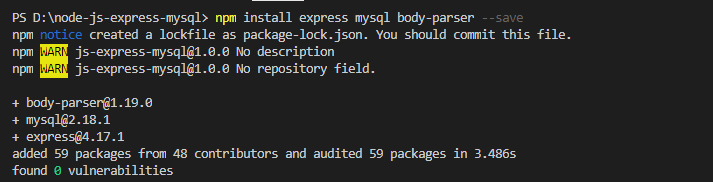 PS D:\node-js-express-mysql> npm install express mysql body-parser --save
npm notice created a lockfile as package-lock.json. You should commit this file.
npm WARN js-express-mysql@1.0.0 No description
npm WARN js-express-mysql@1.0.0 No repository field.
+ body-parser@1.19.0
+ mysql@2.18.1
+ express@4.17.1
added 59 packages from 48 contributors and audited 59 packages in 3.486s
found 0 vulnerabilities